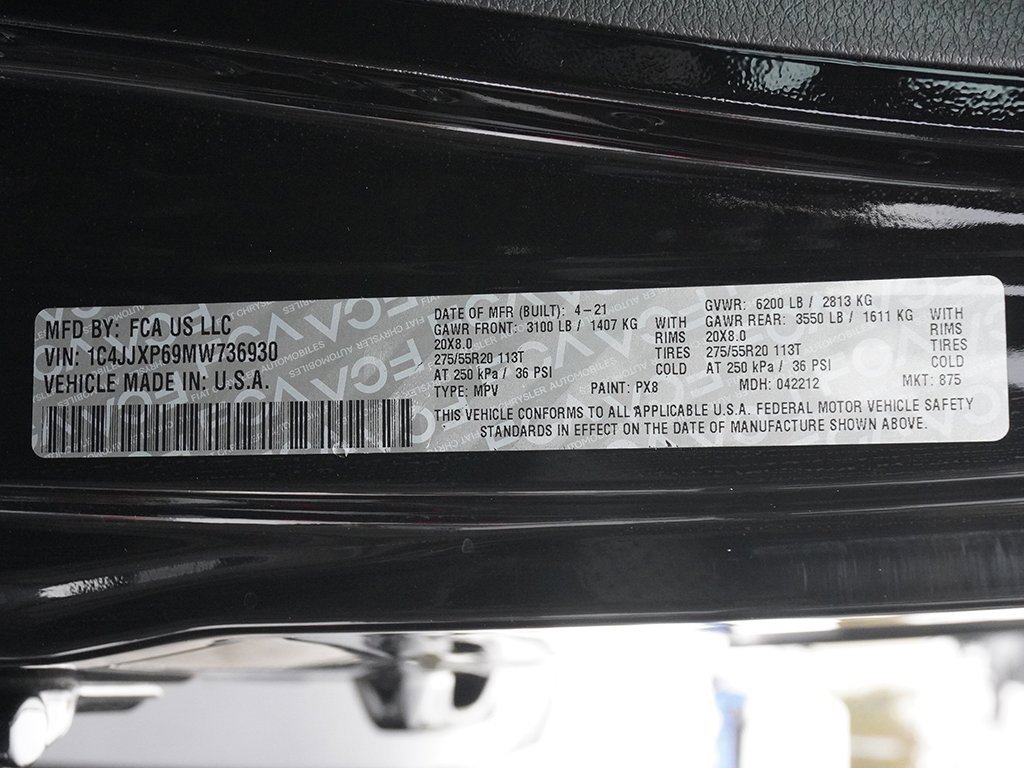 MFD BY: FCA US LLC
VIN: 1C4JJXP69MW736930
VEHICLE MADE IN: U.S.A.
DATE OF MFR (BUILT): 4-21
GAWR FRONT: 3100 LB / 1407 KG WITH
20X8.0 RIMS
275/55R20 113T TIRES
AT 250 kPa / 36 PSI COLD
TYPE: MPV PAINT: PX8
GVWR: 6200 LB / 2813 KG
GAWR REAR: 3550 LB / 1611 KG WITH
20X8.0 RIMS
275/55R20 113T TIRES
AT 250 kPa / 36 PSI COLD
MDH: 042212 MKT: 875
THIS VEHICLE CONFORMS TO ALL APPLICABLE U.S.A. FEDERAL MOTOR VEHICLE SAFETY
STANDARDS IN EFFECT ON THE DATE OF MANUFACTURE SHOWN ABOVE.